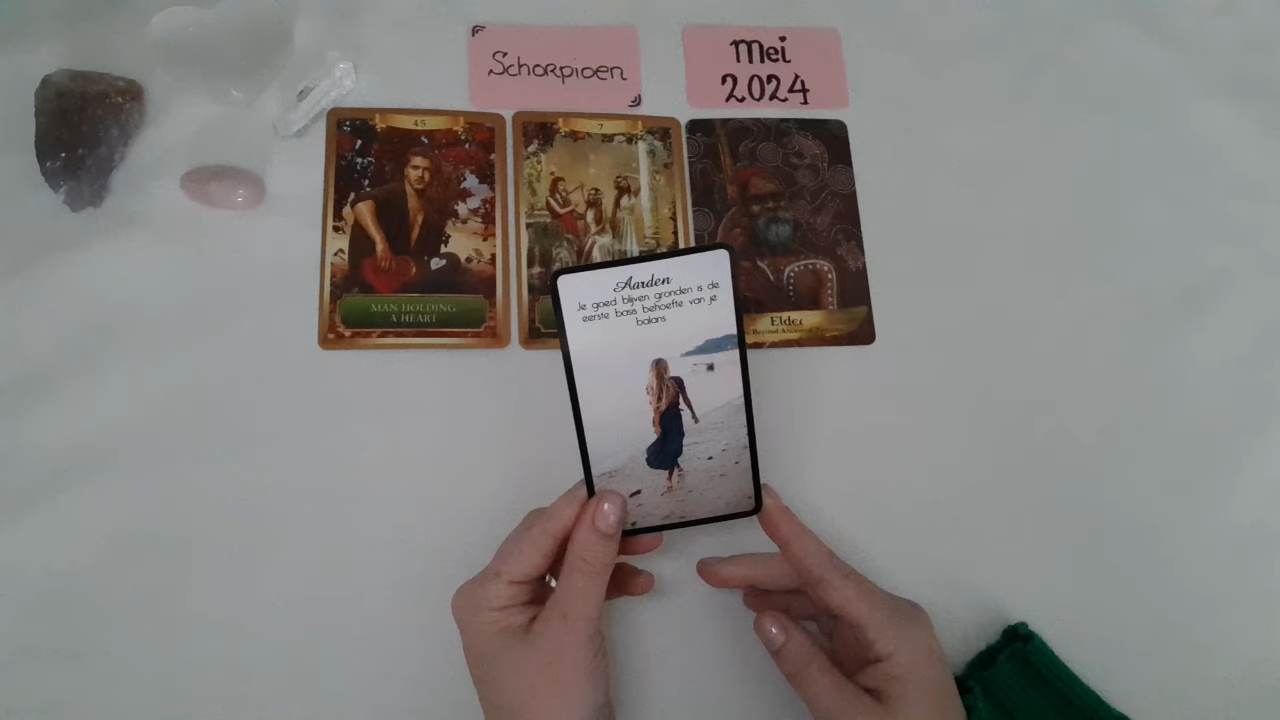 Schorpioen
Mei
2024
45
MAN HOLDING
A HEART
7
Elder
Beyond
Aarden
Je goed blijven gronden is de
eerste basis behoefte van je
balans.